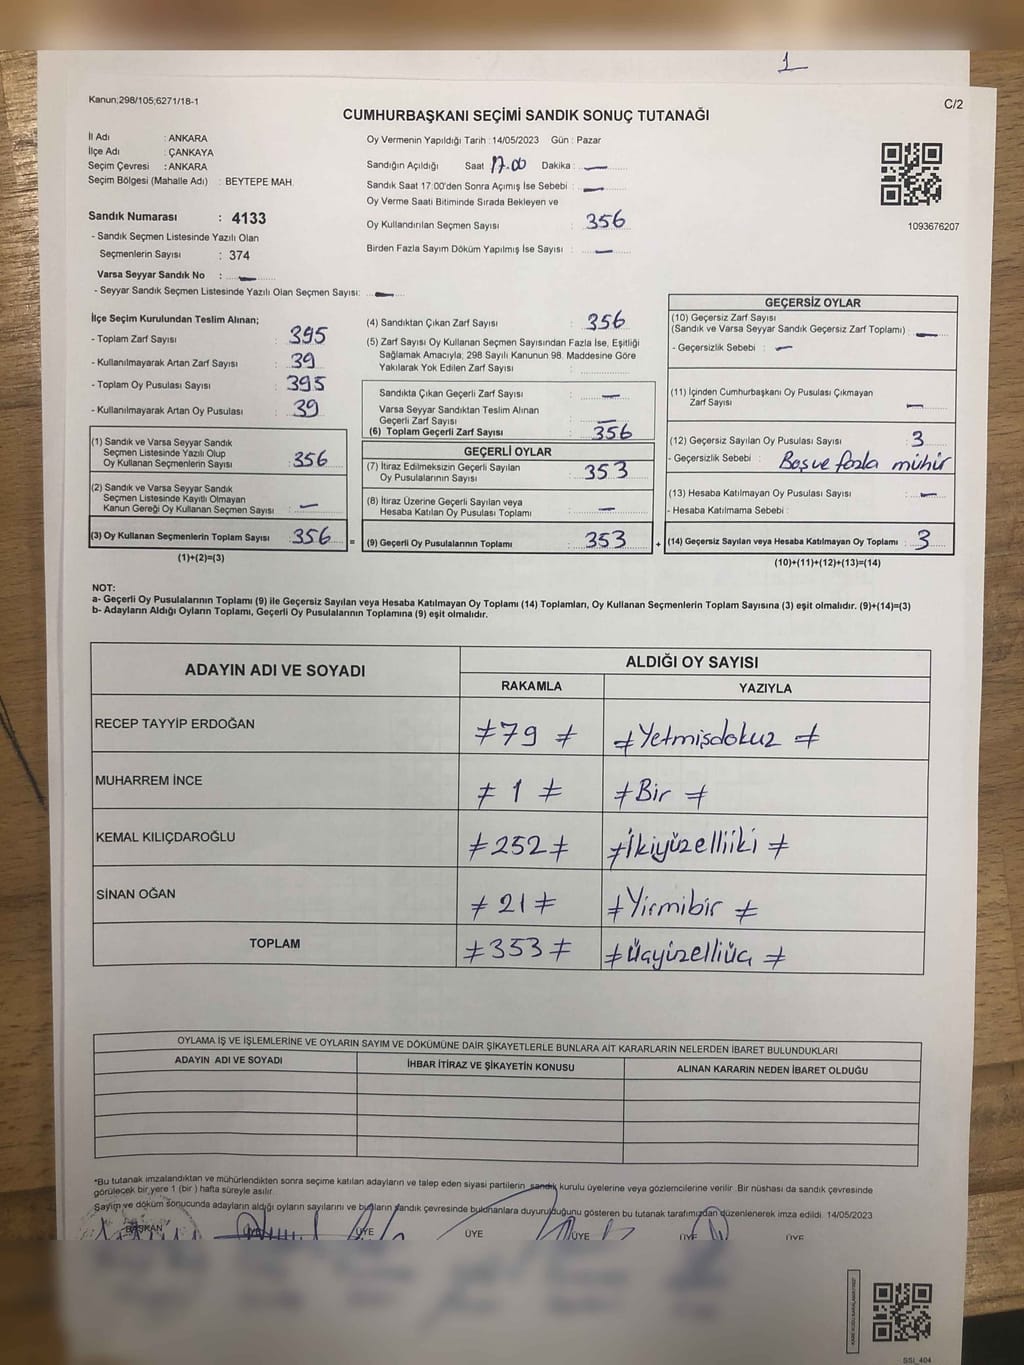 1
Kanun;298/105;6271/18-1
C/2
CUMHURBAŞKANI SEÇİMİ SANDIK SONUÇ TUTANAĞI
İl Adı : ANKARA
İlçe Adı : ÇANKAYA
Seçim Çevresi : ANKARA
Seçim Bölgesi (Mahalle Adı) : BEYTEPE MAH.
Sandık Numarası : 4133
- Sandık Seçmen Listesinde Yazılı Olan
Seçmenlerin Sayısı : 374
Varsa Seyyar Sandık No : —
- Seyyar Sandık Seçmen Listesinde Yazılı Olan Seçmen Sayısı: —
Oy Vermenin Yapıldığı Tarih : 14/05/2023 Gün : Pazar
Sandığın Açıldığı Saat 17.00 Dakika : —
Sandık Saat 17:00'den Sonra Açımış İse Sebebi : —
Oy Verme Saati Bitiminde Sırada Bekleyen ve
Oy Kullandırılan Seçmen Sayısı : 356
Birden Fazla Sayım Döküm Yapılmış İse Sayısı : —
1093676207
İlçe Seçim Kurulundan Teslim Alınan;
- Toplam Zarf Sayısı : 395
- Kullanılmayarak Artan Zarf Sayısı : 39
- Toplam Oy Pusulası Sayısı : 395
- Kullanılmayarak Artan Oy Pusulası : 39
(1) Sandık ve Varsa Seyyar Sandık
Seçmen Listesinde Yazılı Olup
Oy Kullanan Seçmenlerin Sayısı : 356
(2) Sandık ve Varsa Seyyar Sandık
Seçmen Listesinde Kayıtlı Olmayan
Kanun Gereği Oy Kullanan Seçmen Sayısı : —
(3) Oy Kullanan Seçmenlerin Toplam Sayısı : 356 =
(1)+(2)=(3)
(4) Sandıktan Çıkan Zarf Sayısı : 356
(5) Zarf Sayısı Oy Kullanan Seçmen Sayısından Fazla İse, Eşitliği
Sağlamak Amacıyla; 298 Sayılı Kanunun 98. Maddesine Göre
Yakılarak Yok Edilen Zarf Sayısı :
Sandıkta Çıkan Geçerli Zarf Sayısı : —
Varsa Seyyar Sandıktan Teslim Alınan
Geçerli Zarf Sayısı : —
(6) Toplam Geçerli Zarf Sayısı : 356
GEÇERLİ OYLAR
(7) İtiraz Edilmeksizin Geçerli Sayılan
Oy Pusulalarının Sayısı : 353
(8) İtiraz Üzerine Geçerli Sayılan veya
Hesaba Katılan Oy Pusulası Toplamı : —
(9) Geçerli Oy Pusulalarının Toplamı : 353 +
GEÇERSİZ OYLAR
(10) Geçersiz Zarf Sayısı
(Sandık ve Varsa Seyyar Sandık Geçersiz Zarf Toplamı) : —
- Geçersizlik Sebebi : —
(11) İçinden Cumhurbaşkanı Oy Pusulası Çıkmayan
Zarf Sayısı : —
(12) Geçersiz Sayılan Oy Pusulası Sayısı : 3
- Geçersizlik Sebebi : Boş ve fazla mühür
(13) Hesaba Katılmayan Oy Pusulası Sayısı : —
- Hesaba Katılmama Sebebi :
(14) Geçersiz Sayılan veya Hesaba Katılmayan Oy Toplamı : 3
(10)+(11)+(12)+(13)=(14)
NOT:
a- Geçerli Oy Pusulalarının Toplamı (9) ile Geçersiz Sayılan veya Hesaba Katılmayan Oy Toplamı (14) Toplamları, Oy Kullanan Seçmenlerin Toplam Sayısına (3) eşit olmalıdır. (9)+(14)=(3)
b- Adayların Aldığı Oyların Toplamı, Geçerli Oy Pusulalarının Toplamına (9) eşit olmalıdır.
ADAYIN ADI VE SOYADI
ALDIĞI OY SAYISI
RAKAMLA YAZIYLA
RECEP TAYYİP ERDOĞAN ≠ 79 ≠ ≠ Yetmişdokuz ≠
MUHARREM İNCE ≠ 1 ≠ ≠ Bir ≠
KEMAL KILIÇDAROĞLU ≠ 252 ≠ ≠ İkiyüzelliiki ≠
SİNAN OĞAN ≠ 21 ≠ ≠ Yirmibir ≠
TOPLAM ≠ 353 ≠ ≠ Üçyüzelliüç ≠
OYLAMA İŞ VE İŞLEMLERİNE VE OYLARIN SAYIM VE DÖKÜMÜNE DAİR ŞİKAYETLERLE BUNLARA AİT KARARLARIN NELERDEN İBARET BULUNDUKLARI
ADAYIN ADI VE SOYADI İHBAR İTİRAZ VE ŞİKAYETİN KONUSU ALINAN KARARIN NEDEN İBARET OLDUĞU
*Bu tutanak imzalandıktan ve mühürlendikten sonra seçime katılan adayların ve talep eden siyasi partilerin sandık kurulu üyelerine veya gözlemcilerine verilir. Bir nüshası da sandık çevresinde
görülecek bir yere 1 (bir ) hafta süreyle asılır.
Sayım ve döküm sonucunda adayların aldığı oyların sayılarını ve bunların sandık çevresinde bulunanlara duyurulduğunu gösteren bu tutanak tarafımızdan düzenlenerek imza edildi. 14/05/2023
BAŞKAN ÜYE ÜYE ÜYE ÜYE ÜYE ÜYE
SSİ_404